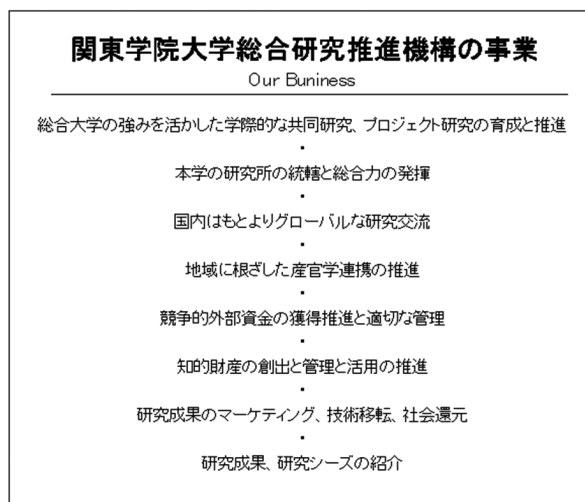 関東学院大学総合研究推進機構の事業
Our Buniness
総合大学の強みを活かした学際的な共同研究、プロジェクト研究の育成と推進
・
本学の研究所の統轄と総合力の発揮
・
国内はもとよりグローバルな研究交流
・
地域に根ざした産官学連携の推進
・
競争的外部資金の獲得推進と適切な管理
・
知的財産の創出と管理と活用の推進
・
研究成果のマーケティング、技術移転、社会還元
・
研究成果、研究シーズの紹介